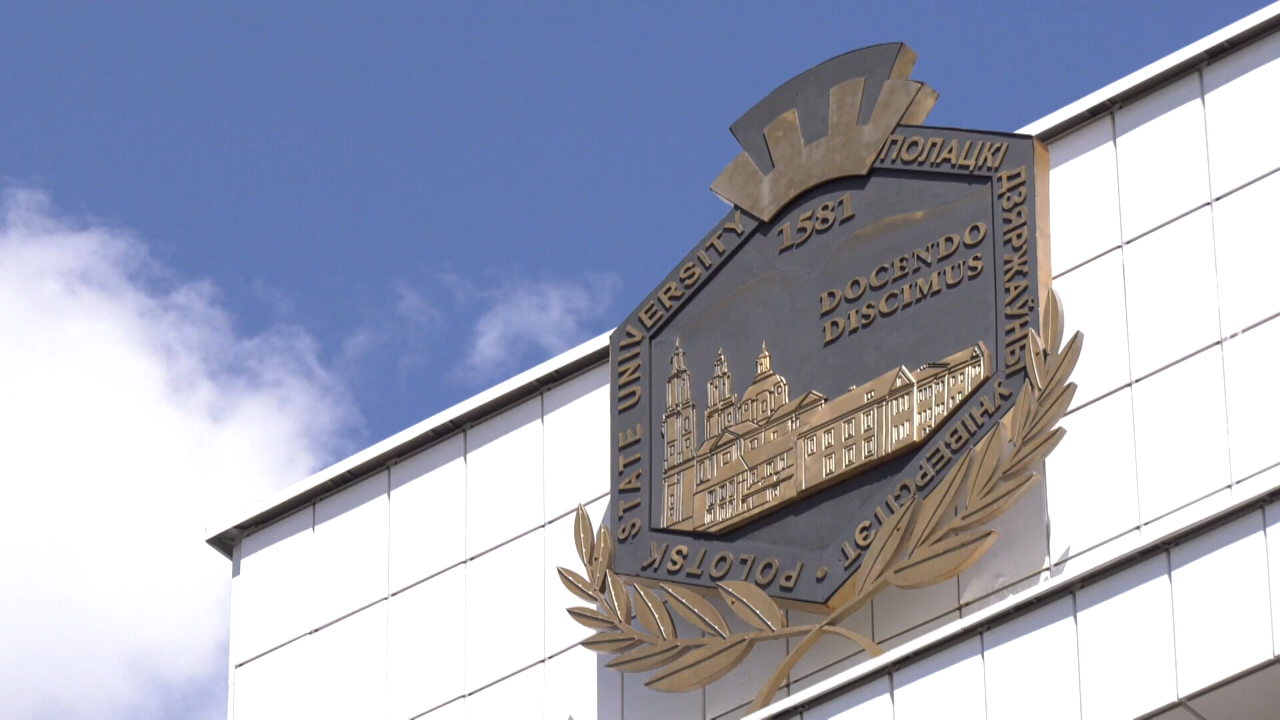 1581
DOCENDO
DISCIMUS
ПОЛАЦКІ ДЗЯРЖАЎНЫ УНІВЕРСІТЭТ
• POLOTSK STATE UNIVERSITY